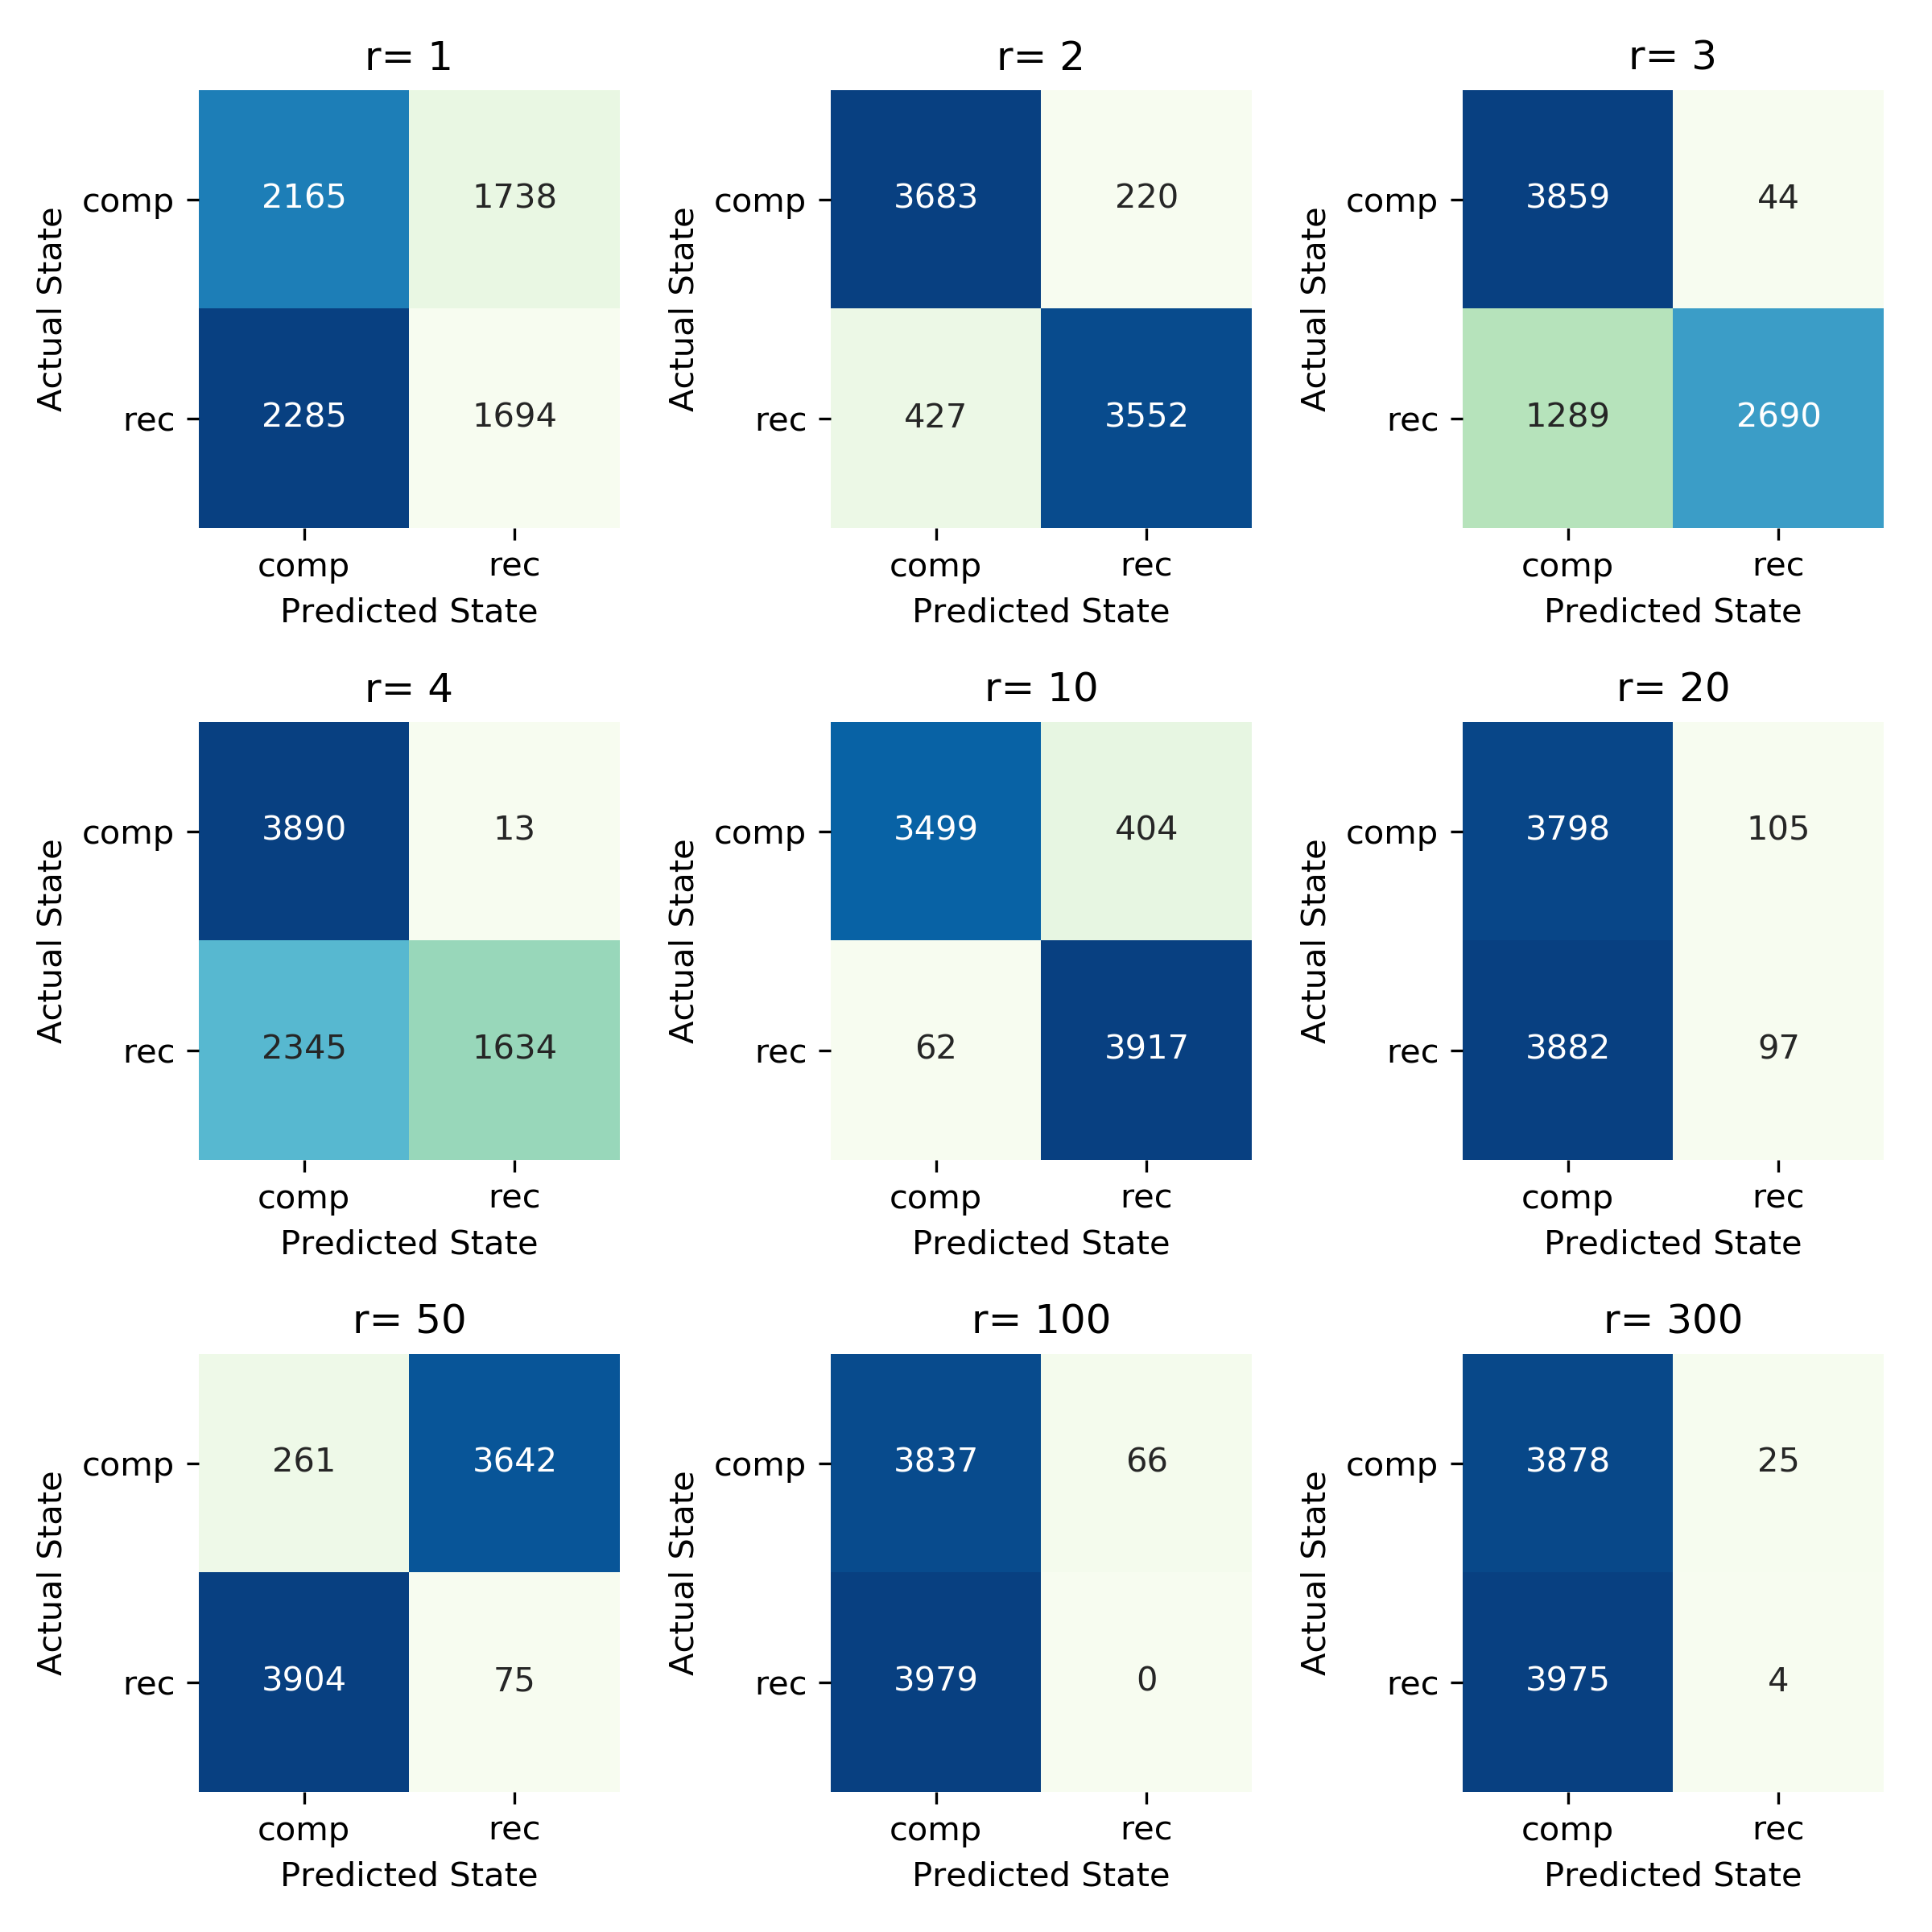 r= 1
Actual State
comp
2165 1738
rec
2285 1694
comp rec
Predicted State
r= 2
Actual State
comp
3683 220
rec
427 3552
comp rec
Predicted State
r= 3
Actual State
comp
3859 44
rec
1289 2690
comp rec
Predicted State
r= 4
Actual State
comp
3890 13
rec
2345 1634
comp rec
Predicted State
r= 10
Actual State
comp
3499 404
rec
62 3917
comp rec
Predicted State
r= 20
Actual State
comp
3798 105
rec
3882 97
comp rec
Predicted State
r= 50
Actual State
comp
261 3642
rec
3904 75
comp rec
Predicted State
r= 100
Actual State
comp
3837 66
rec
3979 0
comp rec
Predicted State
r= 300
Actual State
comp
3878 25
rec
3975 4
comp rec
Predicted State